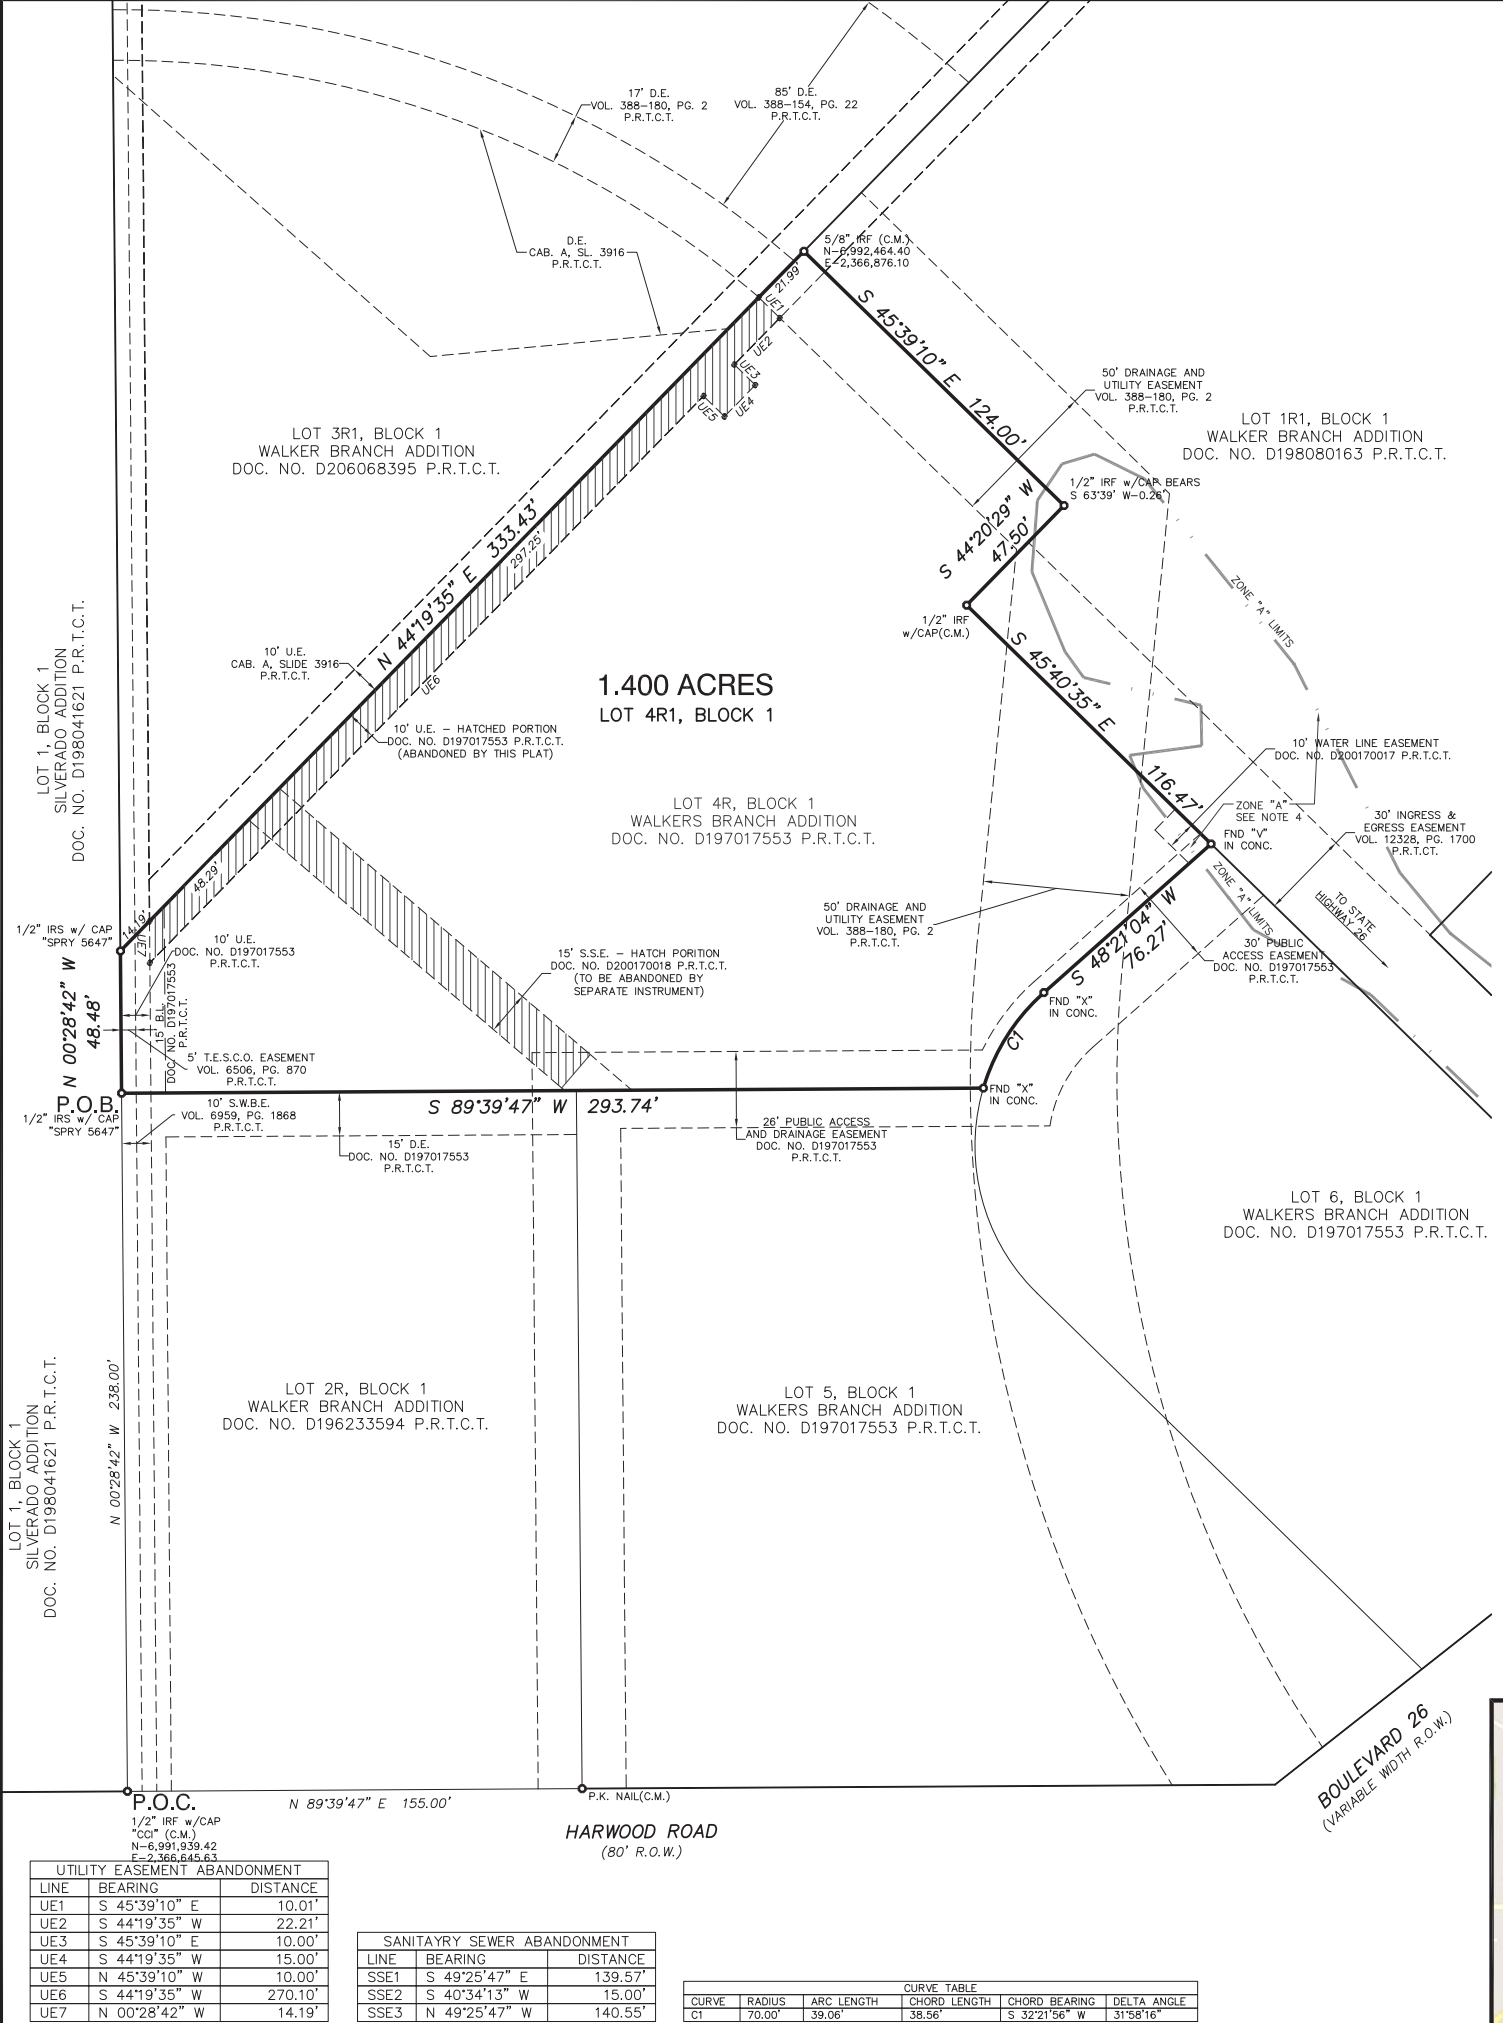 17' D.E.
VOL. 388-180, PG. 2
P.R.T.C.T.
85' D.E.
VOL. 388-154, PG. 22
P.R.T.C.T.
D.E.
CAB. A, SL. 3916
P.R.T.C.T.
5/8" IRF (C.M.)
N-6,992,464.40
E-2,366,876.10
21.99'
UE1
UE2
UE3
UE4
UE5
S 45°39'10" E 124.00'
50' DRAINAGE AND
UTILITY EASEMENT
VOL. 388-180, PG. 2
P.R.T.C.T.
LOT 1R1, BLOCK 1
WALKER BRANCH ADDITION
DOC. NO. D198080163 P.R.T.C.T.
LOT 3R1, BLOCK 1
WALKER BRANCH ADDITION
DOC. NO. D206068395 P.R.T.C.T.
1/2" IRF w/CAP BEARS
S 63°39' W-0.26'
S 44°20'29" W
47.50'
N 44°19'35" E 333.43'
297.25'
UE6
ZONE "A" LIMITS
1/2" IRF
w/CAP(C.M.)
S 45°40'35" E 116.47'
10' U.E.
CAB. A, SLIDE 3916
P.R.T.C.T.
1.400 ACRES
LOT 4R1, BLOCK 1
10' U.E. - HATCHED PORTION
DOC. NO. D197017553 P.R.T.C.T.
(ABANDONED BY THIS PLAT)
LOT 1, BLOCK 1
SILVERADO ADDITION
DOC. NO. D198041621 P.R.T.C.T.
10' WATER LINE EASEMENT
DOC. NO. D200170017 P.R.T.C.T.
LOT 4R, BLOCK 1
WALKERS BRANCH ADDITION
DOC. NO. D197017553 P.R.T.C.T.
ZONE "A"
SEE NOTE 4
FND "V"
IN CONC.
30' INGRESS &
EGRESS EASEMENT
VOL. 12328, PG. 1700
P.R.T.CT.
ZONE "A" LIMITS
TO STATE
HIGHWAY 26
48.29'
14.19'
UE7
1/2" IRS w/ CAP
"SPRY 5647"
10' U.E.
DOC. NO. D197017553
P.R.T.C.T.
50' DRAINAGE AND
UTILITY EASEMENT
VOL. 388-180, PG. 2
P.R.T.C.T.
S 48°21'04" W
76.27'
30' PUBLIC
ACCESS EASEMENT
DOC. NO. D197017553
P.R.T.C.T.
15' S.S.E. - HATCH PORITION
DOC. NO. D200170018 P.R.T.C.T.
(TO BE ABANDONED BY
SEPARATE INSTRUMENT)
N 00°28'42" W
48.48'
15' B.L.
DOC. NO. D197017553
P.R.T.C.T.
FND "X"
IN CONC.
C1
5' T.E.S.C.O. EASEMENT
VOL. 6506, PG. 870
P.R.T.C.T.
FND "X"
IN CONC.
P.O.B.
1/2" IRS w/ CAP
"SPRY 5647"
10' S.W.B.E.
VOL. 6959, PG. 1868
P.R.T.C.T.
S 89°39'47" W 293.74'
15' D.E.
DOC. NO. D197017553
P.R.T.C.T.
26' PUBLIC ACCESS
AND DRAINAGE EASEMENT
DOC. NO. D197017553
P.R.T.C.T.
LOT 6, BLOCK 1
WALKERS BRANCH ADDITION
DOC. NO. D197017553 P.R.T.C.T.
LOT 1, BLOCK 1
SILVERADO ADDITION
DOC. NO. D198041621 P.R.T.C.T.
N 00°28'42" W 238.00'
LOT 2R, BLOCK 1
WALKER BRANCH ADDITION
DOC. NO. D196233594 P.R.T.C.T.
LOT 5, BLOCK 1
WALKERS BRANCH ADDITION
DOC. NO. D197017553 P.R.T.C.T.
BOULEVARD 26
(VARIABLE WIDTH R.O.W.)
P.O.C.
1/2" IRF w/CAP
"CCI" (C.M.)
N-6,991,939.42
E-2,366,645.63
N 89°39'47" E 155.00'
P.K. NAIL(C.M.)
HARWOOD ROAD
(80' R.O.W.)
UTILITY EASEMENT ABANDONMENT
LINE BEARING DISTANCE
UE1 S 45°39'10" E 10.01'
UE2 S 44°19'35" W 22.21'
UE3 S 45°39'10" E 10.00'
UE4 S 44°19'35" W 15.00'
UE5 N 45°39'10" W 10.00'
UE6 S 44°19'35" W 270.10'
UE7 N 00°28'42" W 14.19'
SANITAYRY SEWER ABANDONMENT
LINE BEARING DISTANCE
SSE1 S 49°25'47" E 139.57'
SSE2 S 40°34'13" W 15.00'
SSE3 N 49°25'47" W 140.55'
CURVE TABLE
CURVE RADIUS ARC LENGTH CHORD LENGTH CHORD BEARING DELTA ANGLE
C1 70.00' 39.06' 38.56' S 32°21'56" W 31°58'16"